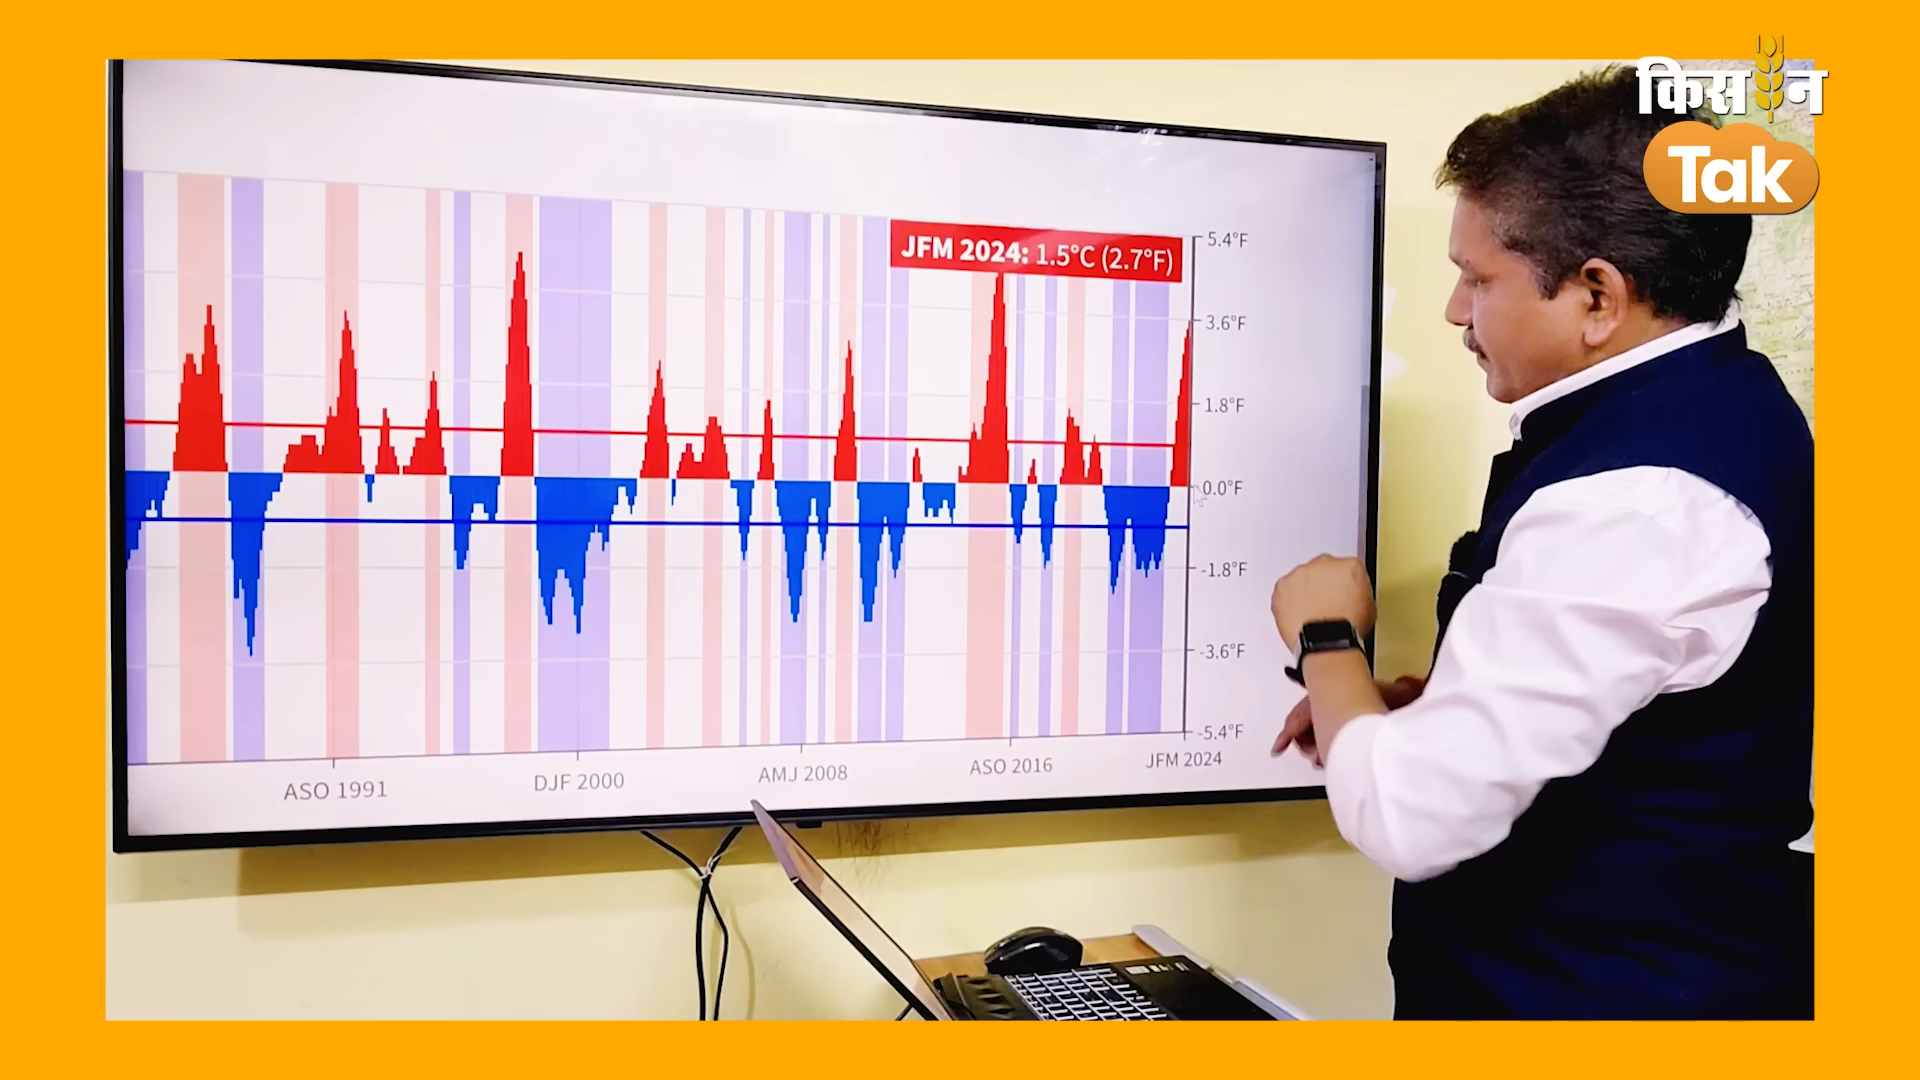 किसान
Tak
JFM 2024: 1.5°C (2.7°F)
5.4°F
3.6°F
1.8°F
0.0°F
-1.8°F
-3.6°F
-5.4°F
ASO 1991
DJF 2000
AMJ 2008
ASO 2016
JFM 2024